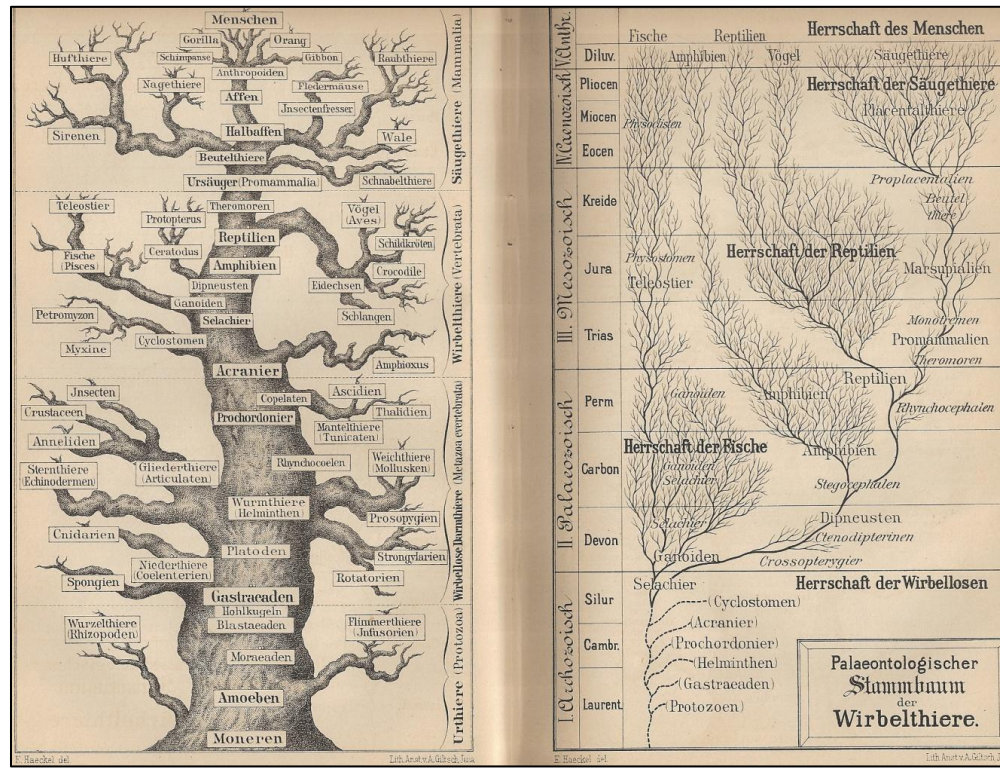 Menschen
Gorilla
Orang
Schimpanse
Gibbon
Hufthiere
Raubthiere
Anthropoiden
Nagethiere
Fledermäuse
Affen
Jnsectenfresser
Sirenen
Halbaffen
Wale
Beutelthiere
Ursäuger (Promammalia)
Schnabelthiere
Säugethiere (Mammalia)
Teleostier
Theromoren
Protopterus
Vögel
(Aves)
Reptilien
Schildkröten
Ceratodus
Fische
(Pisces)
Amphibien
Crocodile
Dipneusten
Eidechsen
Ganoiden
Schlangen
Petromyzon
Selachier
Cyclostomen
Myxine
Amphioxus
Acranier
Wirbelthiere (Vertebrata)
Jnsecten
Ascidien
Copelaten
Crustaceen
Thalidien
Prochordonier
Mantelthiere
(Tunicaten)
Anneliden
Gliederthiere
(Articulaten)
Rhynchocoelen
Weichthiere
(Mollusken)
Sternthiere
(Echinodermen)
Wurmthiere
(Helminthen)
Prosopygien
Cnidarien
Platoden
Strongylarien
Niederthiere
(Coelenterien)
Spongien
Rotatorien
Gastraeaden
Wirbellose Darmthiere (Metazoa evertebrata)
Hohlkugeln
Blastaeaden
Wurzelthiere
(Rhizopoden)
Flimmerthiere
(Jnfusorien)
Moraeaden
Amoeben
Moneren
Urthiere (Protozoa)
E. Haeckel del.
Lith. Anst. v. A. Giltsch, Jena
V. Anthr.
Fische
Reptilien
Herrschaft des Menschen
Diluv.
Amphibien
Vögel
Säugethiere
IV. Caenozoisch
Pliocen
Herrschaft der Säugethiere
Miocen
Placentalthiere
Physoclisten
Eocen
Proplacentalien
III. Mesozoisch
Kreide
Beutel
thiere
Herrschaft der Reptilien
Jura
Physostomen
Marsupialien
Teleostier
Monotremen
Trias
Promammalien
Theromoren
II. Palaeozoisch
Reptilien
Perm
Ganoiden
Amphibien
Rhynchocephalen
Herrschaft der Fische
Amphibien
Carbon
Ganoiden
Selachier
Stegocephalen
Selachier
Dipneusten
Devon
Ctenodipterinen
Ganoiden
Crossopterygier
I. Archozoisch
Selachier
Herrschaft der Wirbellosen
Silur
(Cyclostomen)
(Acranier)
Cambr.
(Prochordonier)
(Helminthen)
(Gastraeaden)
Laurent.
(Protozoen)
Palaeontologischer
Stammbaum
der
Wirbelthiere.
E. Haeckel del.
Lith. Anst. v. A. Giltsch, J